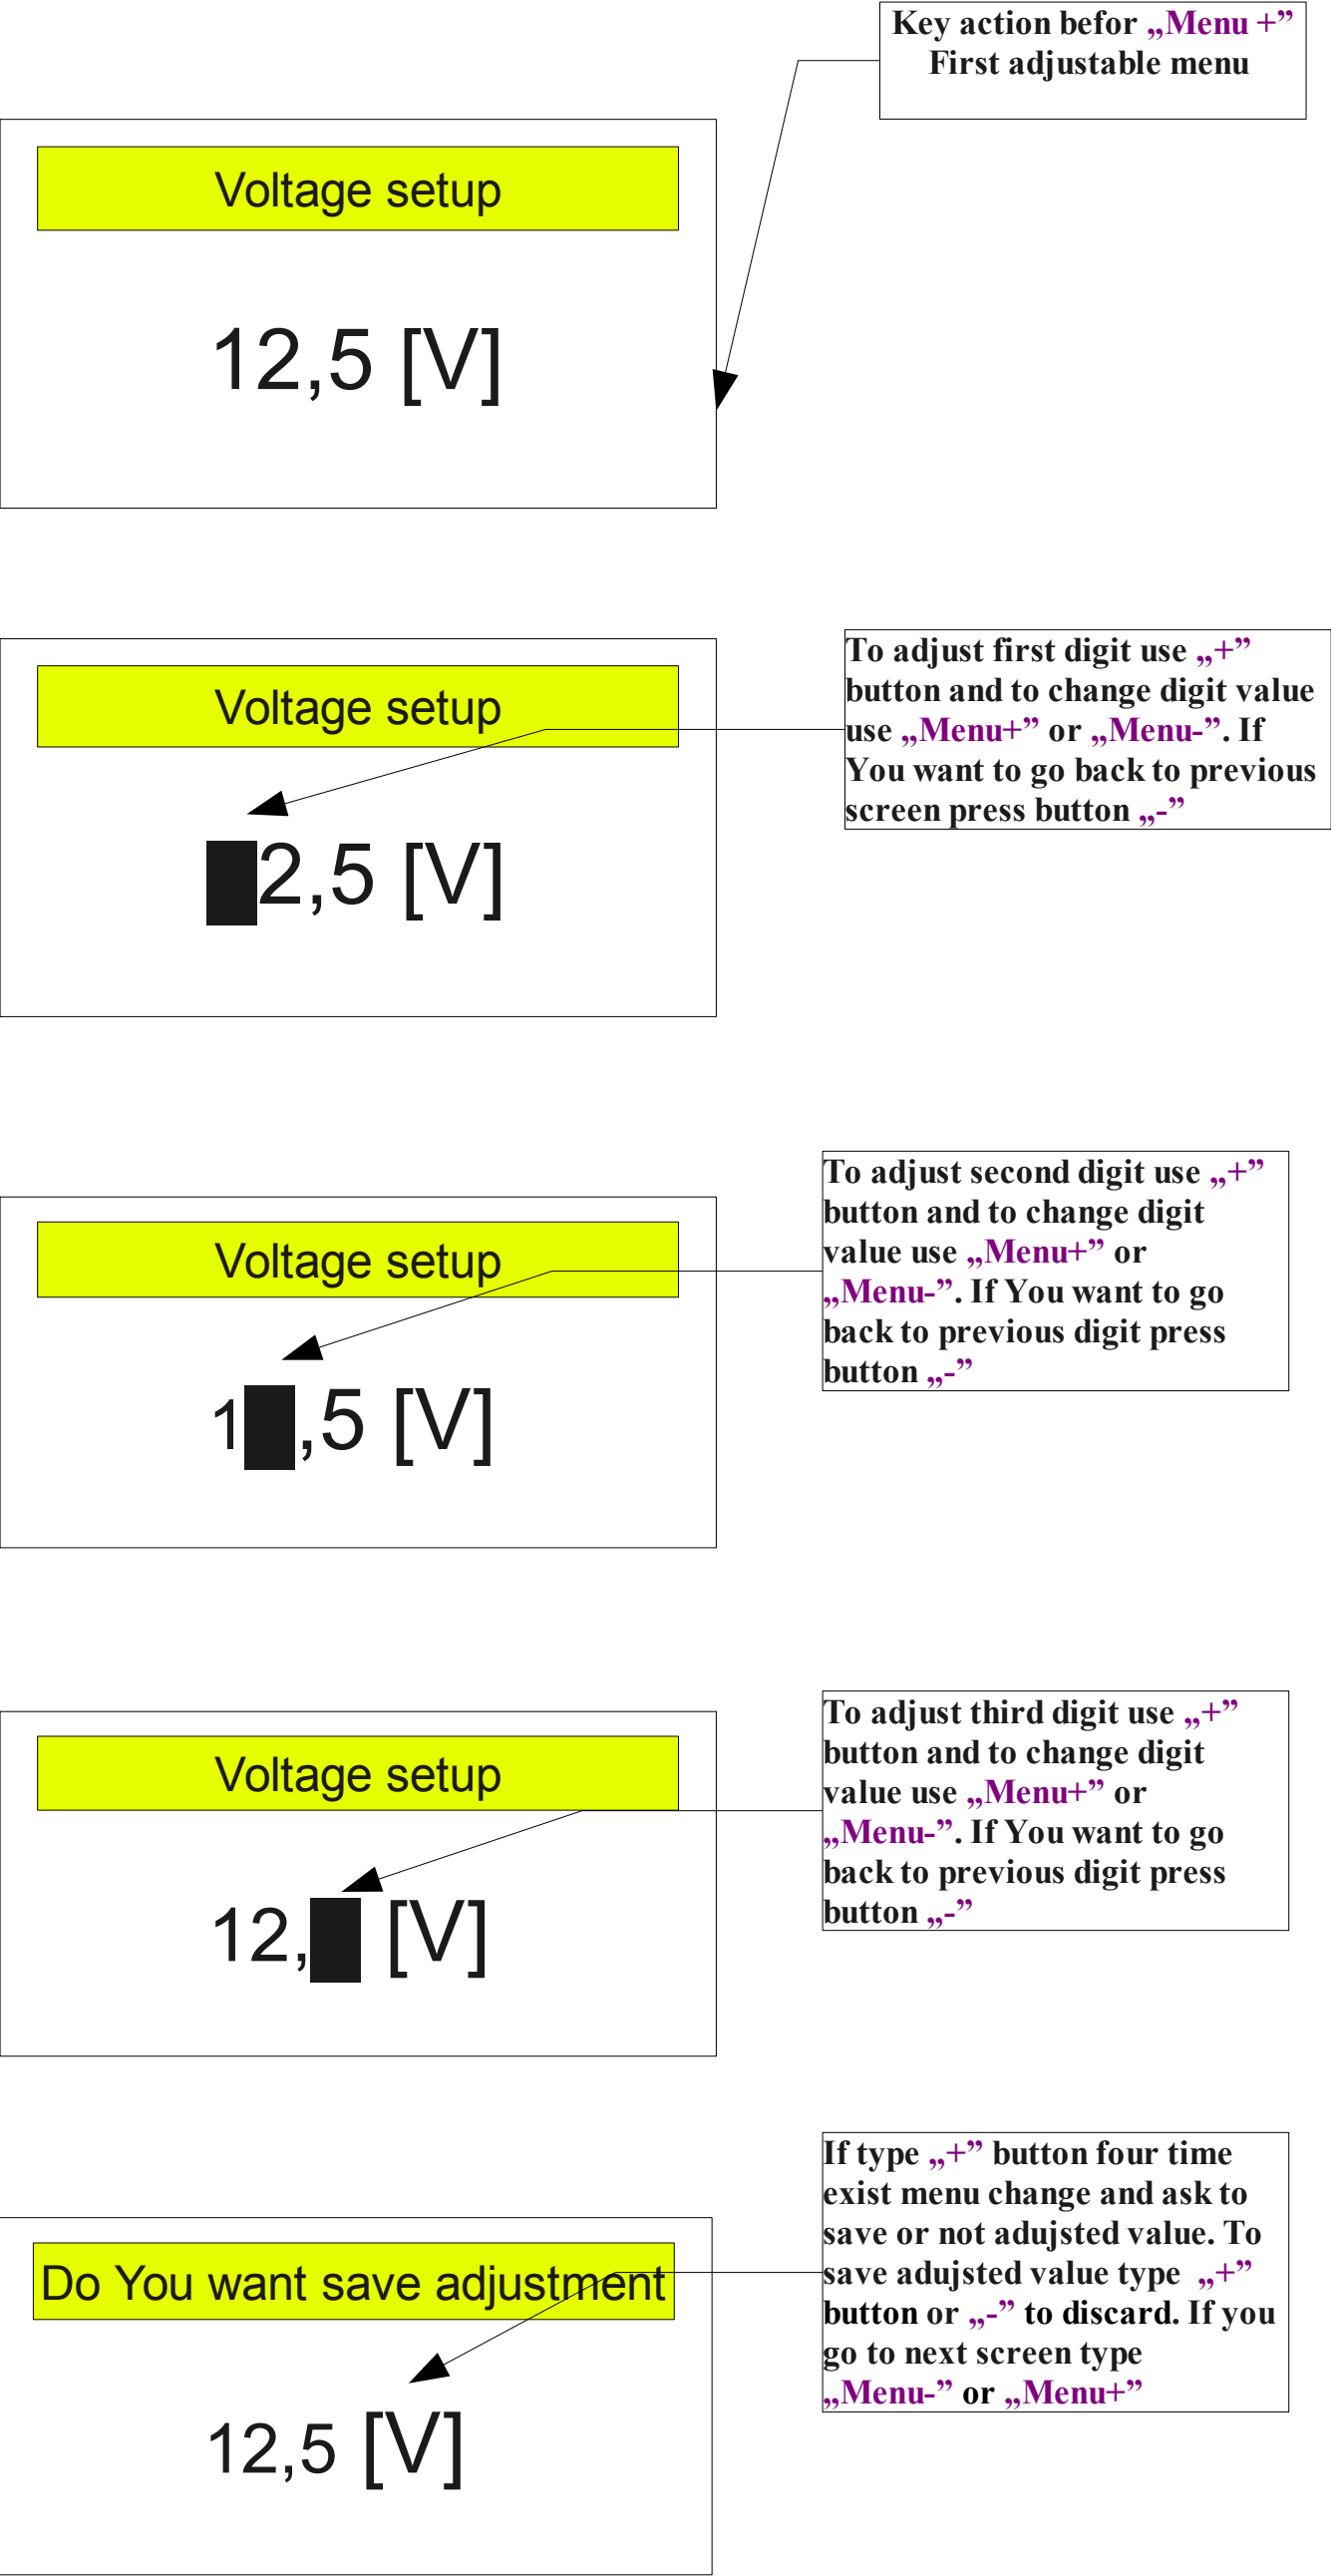 Key action befor „Menu +”
First adjustable menu
Voltage setup
12,5 [V]
To adjust first digit use „+”
button and to change digit value
use „Menu+” or „Menu-”. If
You want to go back to previous
screen press button „-”
Voltage setup
2,5 [V]
To adjust second digit use „+”
button and to change digit
value use „Menu+” or
„Menu-”. If You want to go
back to previous digit press
button „-”
Voltage setup
1 ,5 [V]
To adjust third digit use „+”
button and to change digit
value use „Menu+” or
„Menu-”. If You want to go
back to previous digit press
button „-”
Voltage setup
12, [V]
If type „+” button four time
exist menu change and ask to
save or not adujsted value. To
save adujsted value type „+”
button or „-” to discard. If you
go to next screen type
„Menu-” or „Menu+”
Do You want save adjustment
12,5 [V]